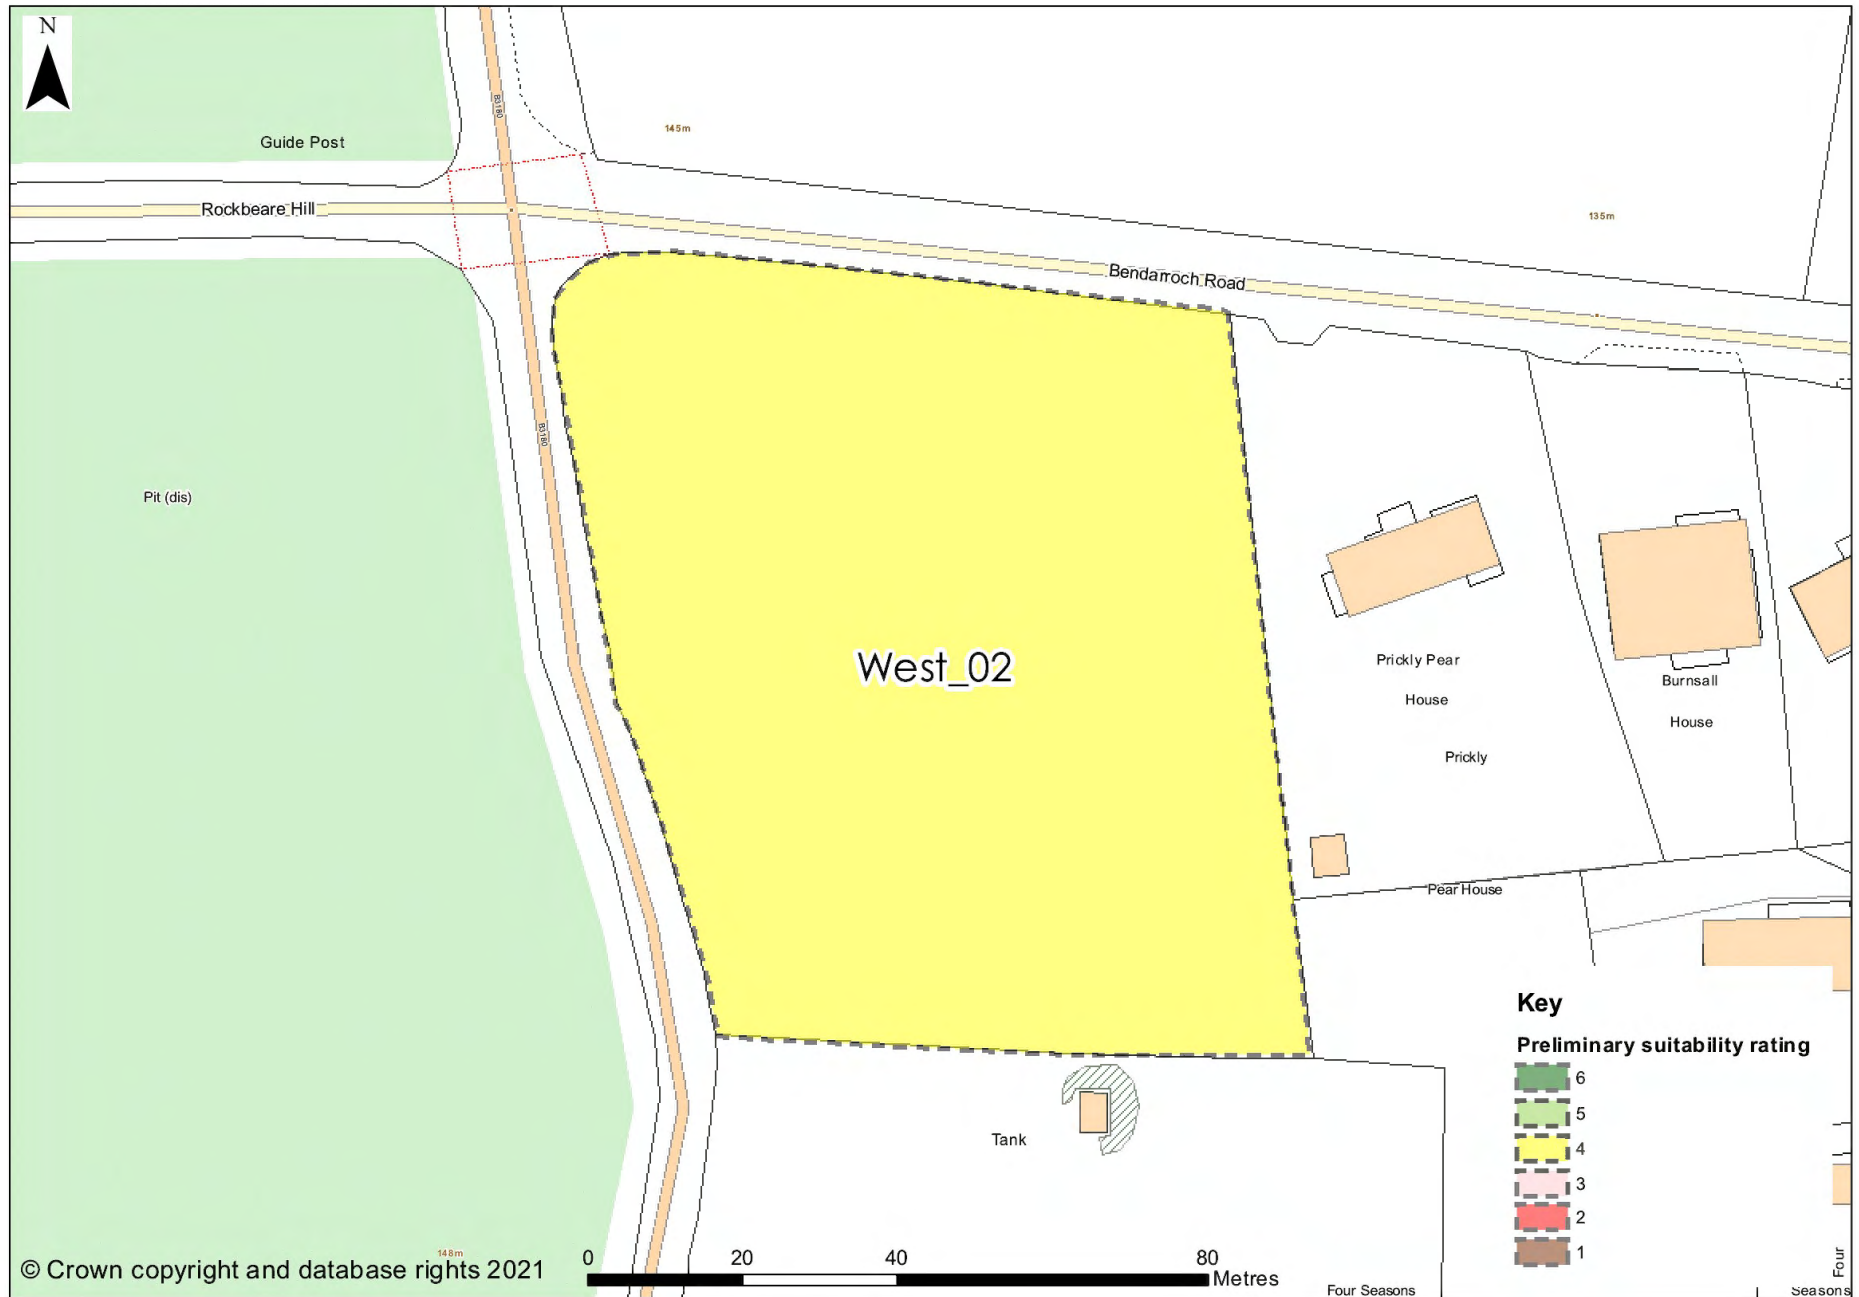 N
B3180
145m
Guide Post
Rockbeare Hill
135m
Bendarroch Road
B3180
Pit (dis)
West_02
Prickly Pear
House
Burnsall
House
Prickly
Pear House
Key
Preliminary suitability rating
6
5
4
3
2
1
Tank
148m
© Crown copyright and database rights 2021
0 20 40 80
Metres
Four Seasons
Four
Seasons